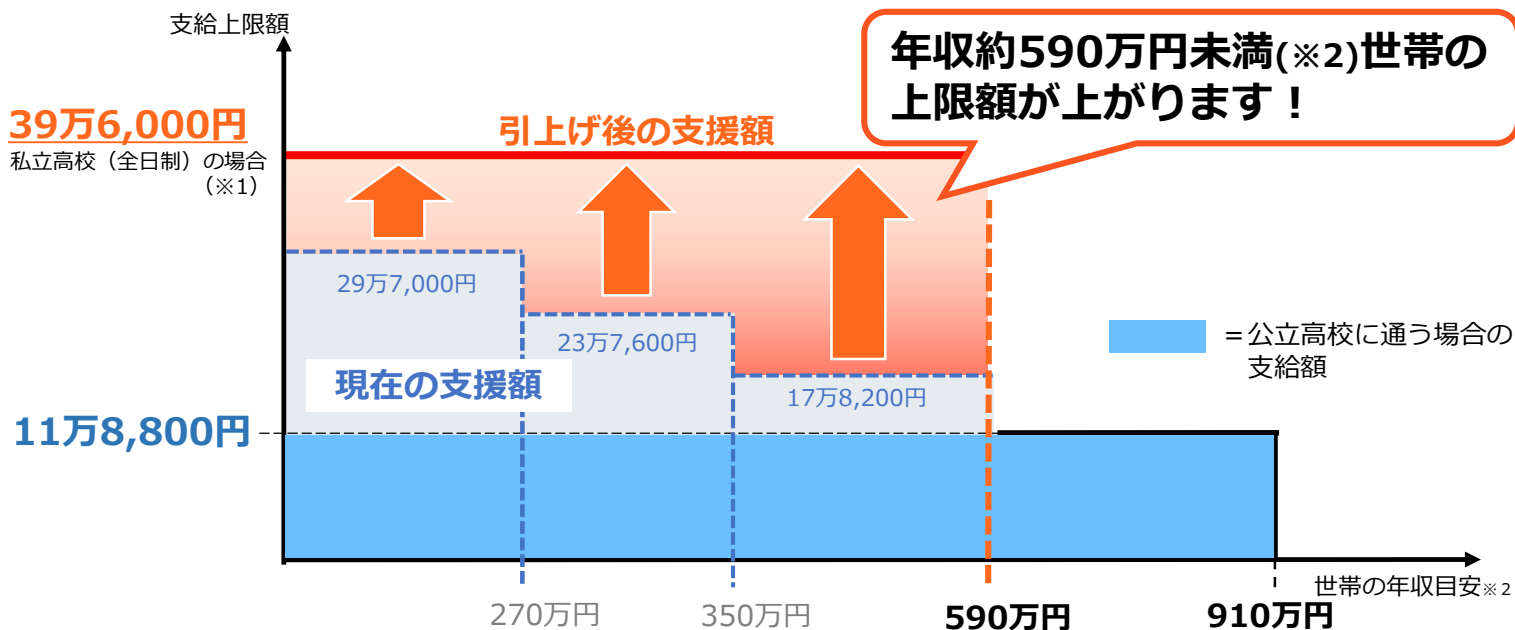 支給上限額
年収約590万円未満(※2)世帯の
上限額が上がります！
39万6,000円
私立高校（全日制）の場合
（※1）
引上げ後の支援額
29万7,000円
23万7,600円
17万8,200円
現在の支援額
＝公立高校に通う場合の
支給額
11万8,800円
世帯の年収目安※2
270万円
350万円
590万円
910万円